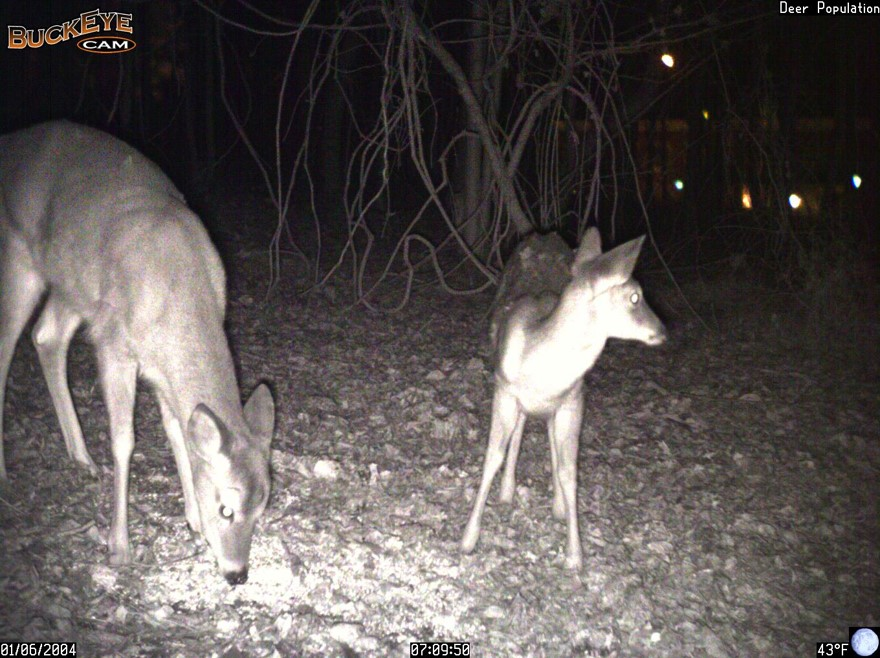 BUCKEYE
CAM
Deer Population
01/06/2004
07:09:50
43°F